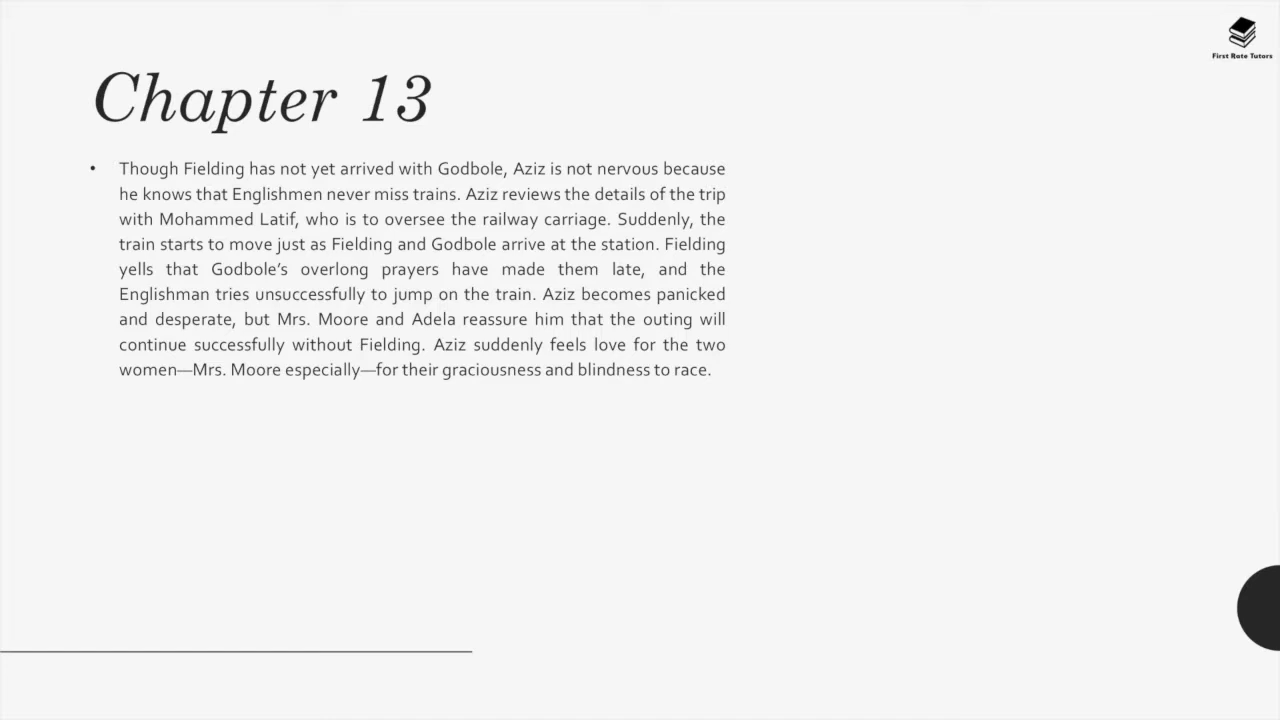 First Rate Tutors
Chapter 13
• Though Fielding has not yet arrived with Godbole, Aziz is not nervous because
he knows that Englishmen never miss trains. Aziz reviews the details of the trip
with Mohammed Latif, who is to oversee the railway carriage. Suddenly, the
train starts to move just as Fielding and Godbole arrive at the station. Fielding
yells that Godbole’s overlong prayers have made them late, and the
Englishman tries unsuccessfully to jump on the train. Aziz becomes panicked
and desperate, but Mrs. Moore and Adela reassure him that the outing will
continue successfully without Fielding. Aziz suddenly feels love for the two
women—Mrs. Moore especially—for their graciousness and blindness to race.